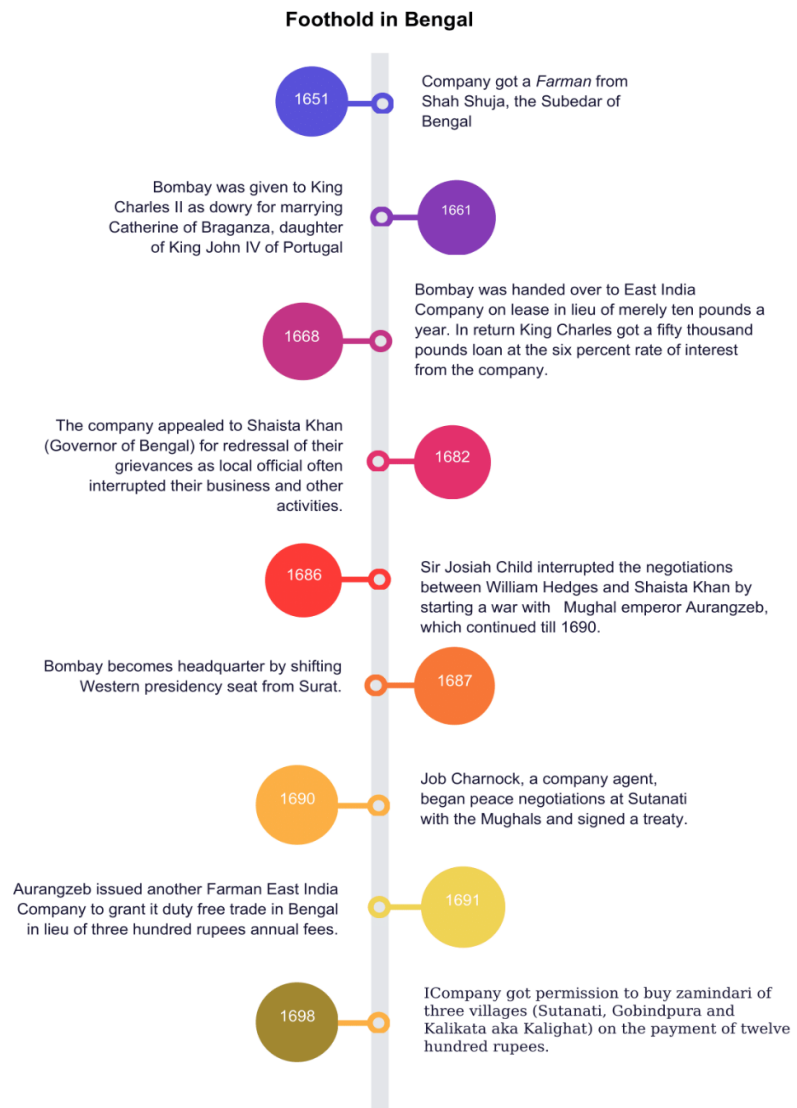 Foothold in Bengal
1651
Company got a Farman from
Shah Shuja, the Subedar of
Bengal
Bombay was given to King
Charles II as dowry for marrying
Catherine of Braganza, daughter
of King John IV of Portugal
1661
1668
Bombay was handed over to East India
Company on lease in lieu of merely ten pounds a
year. In return King Charles got a fifty thousand
pounds loan at the six percent rate of interest
from the company.
The company appealed to Shaista Khan
(Governor of Bengal) for redressal of their
grievances as local official often
interrupted their business and other
activities.
1682
1686
Sir Josiah Child interrupted the negotiations
between William Hedges and Shaista Khan by
starting a war with   Mughal emperor Aurangzeb,
which continued till 1690.
Bombay becomes headquarter by shifting
Western presidency seat from Surat.
1687
1690
Job Charnock, a company agent,
began peace negotiations at Sutanati
with the Mughals and signed a treaty.
Aurangzeb issued another Farman East India
Company to grant it duty free trade in Bengal
in lieu of three hundred rupees annual fees.
1691
1698
ICompany got permission to buy zamindari of
three villages (Sutanati, Gobindpura and
Kalikata aka Kalighat) on the payment of twelve
hundred rupees.